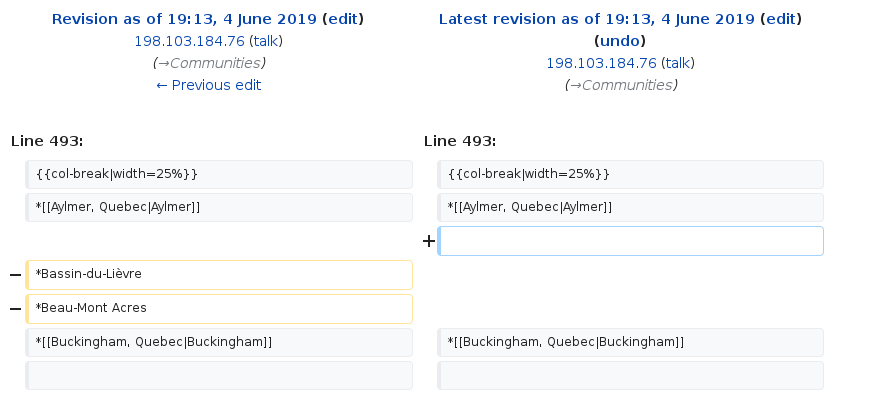 Revision as of 19:13, 4 June 2019 (edit)
198.103.184.76 (talk)
(→Communities)
← Previous edit
Latest revision as of 19:13, 4 June 2019 (edit)
(undo)
198.103.184.76 (talk)
(→Communities)
Line 493:
Line 493:
{{col-break|width=25%}}
{{col-break|width=25%}}
*[[Aylmer, Quebec|Aylmer]]
*[[Aylmer, Quebec|Aylmer]]
+
− *Bassin-du-Lièvre
− *Beau-Mont Acres
*[[Buckingham, Quebec|Buckingham]]
*[[Buckingham, Quebec|Buckingham]]